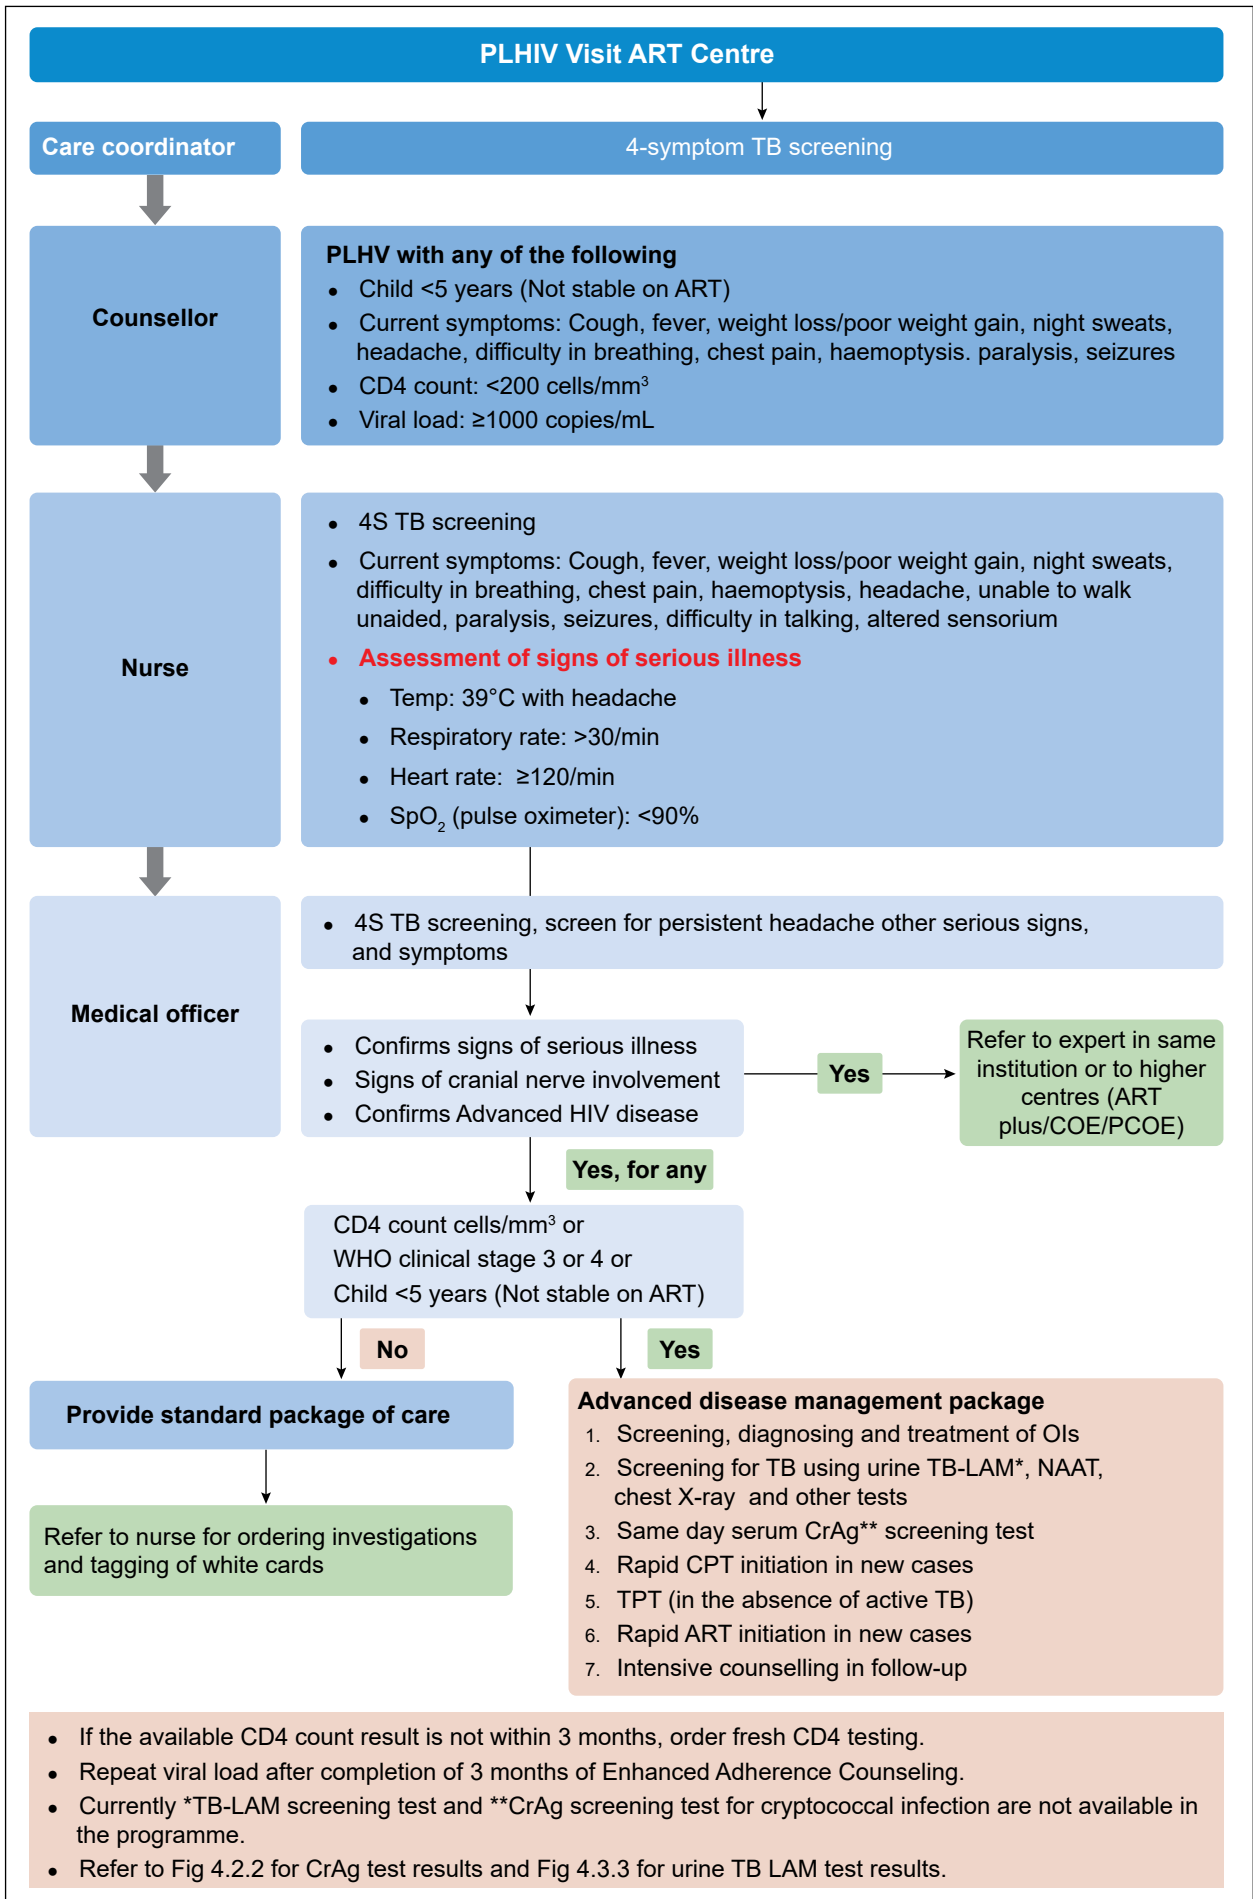 PLHIV Visit ART Centre
Care coordinator
4-symptom TB screening
Counsellor
PLHV with any of the following
• Child <5 years (Not stable on ART)
• Current symptoms: Cough, fever, weight loss/poor weight gain, night sweats,
headache, difficulty in breathing, chest pain, haemoptysis. paralysis, seizures
• CD4 count: <200 cells/mm³
• Viral load: ≥1000 copies/mL
Nurse
• 4S TB screening
• Current symptoms: Cough, fever, weight loss/poor weight gain, night sweats,
difficulty in breathing, chest pain, haemoptysis, headache, unable to walk
unaided, paralysis, seizures, difficulty in talking, altered sensorium
• Assessment of signs of serious illness
• Temp: 39°C with headache
• Respiratory rate: >30/min
• Heart rate: ≥120/min
• SpO₂ (pulse oximeter): <90%
Medical officer
• 4S TB screening, screen for persistent headache other serious signs,
and symptoms
• Confirms signs of serious illness
• Signs of cranial nerve involvement
• Confirms Advanced HIV disease
Yes
Refer to expert in same
institution or to higher
centres (ART
plus/COE/PCOE)
Yes, for any
CD4 count cells/mm³ or
WHO clinical stage 3 or 4 or
Child <5 years (Not stable on ART)
No
Yes
Provide standard package of care
Refer to nurse for ordering investigations
and tagging of white cards
Advanced disease management package
1. Screening, diagnosing and treatment of OIs
2. Screening for TB using urine TB-LAM*, NAAT,
chest X-ray and other tests
3. Same day serum CrAg** screening test
4. Rapid CPT initiation in new cases
5. TPT (in the absence of active TB)
6. Rapid ART initiation in new cases
7. Intensive counselling in follow-up
• If the available CD4 count result is not within 3 months, order fresh CD4 testing.
• Repeat viral load after completion of 3 months of Enhanced Adherence Counseling.
• Currently *TB-LAM screening test and **CrAg screening test for cryptococcal infection are not available in
the programme.
• Refer to Fig 4.2.2 for CrAg test results and Fig 4.3.3 for urine TB LAM test results.